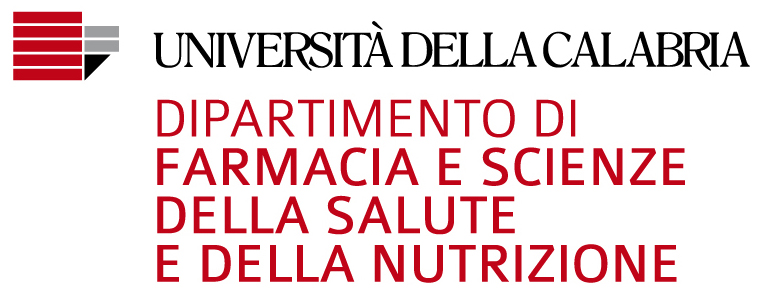 UNIVERSITÀ DELLA CALABRIA
DIPARTIMENTO DI
FARMACIA E SCIENZE
DELLA SALUTE
E DELLA NUTRIZIONE